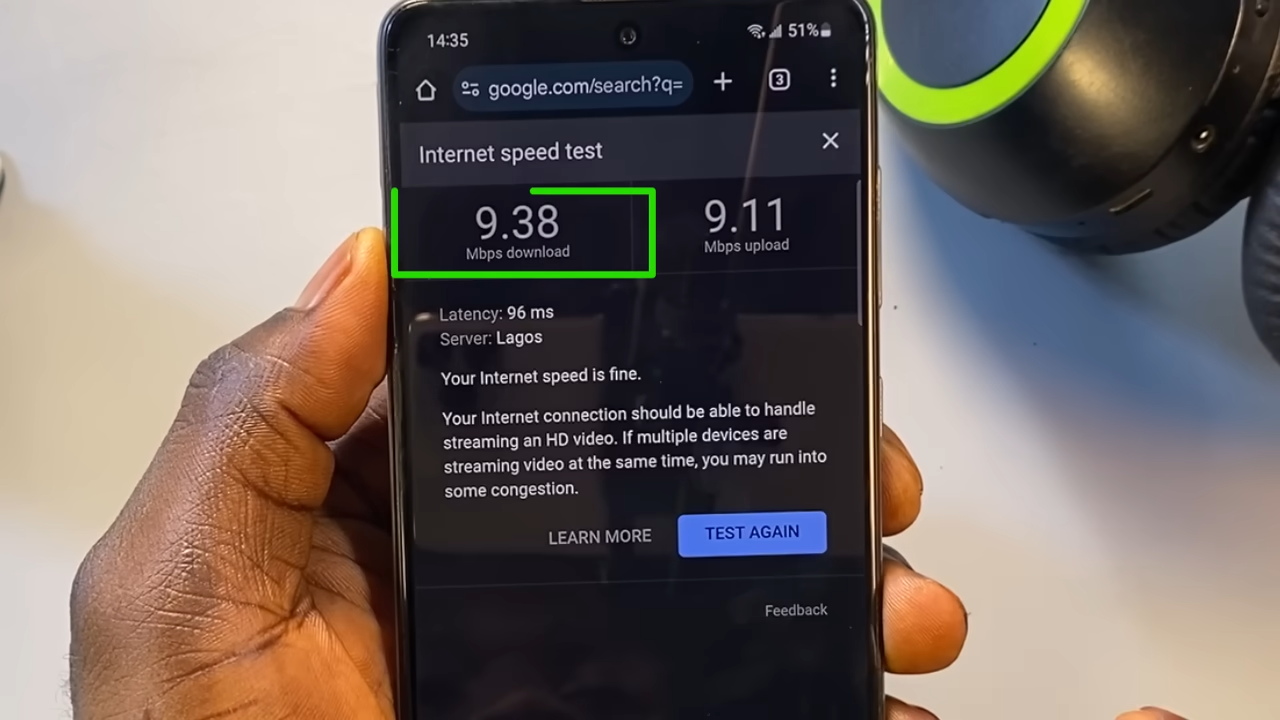 14:35
51%
google.com/search?q=
3
Internet speed test
9.38
Mbps download
9.11
Mbps upload
Latency: 96 ms
Server: Lagos
Your Internet speed is fine.
Your Internet connection should be able to handle
streaming an HD video. If multiple devices are
streaming video at the same time, you may run into
some congestion.
LEARN MORE
TEST AGAIN
Feedback